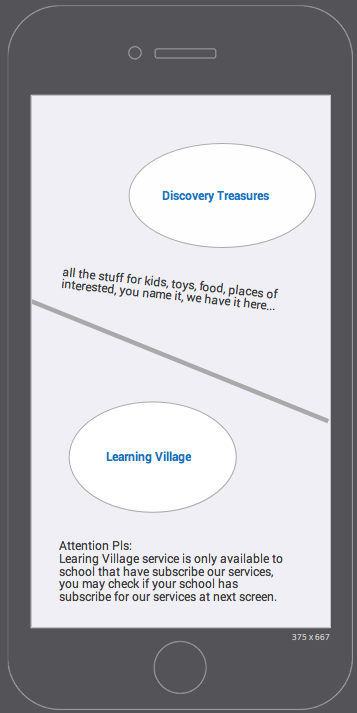 Discovery Treasures
all the stuff for kids, toys, food, places of
interested, you name it, we have it here...
Learning Village
Attention Pls:
Learing Village service is only available to
school that have subscribe our services,
you may check if your school has
subscribe for our services at next screen.
375 x 667